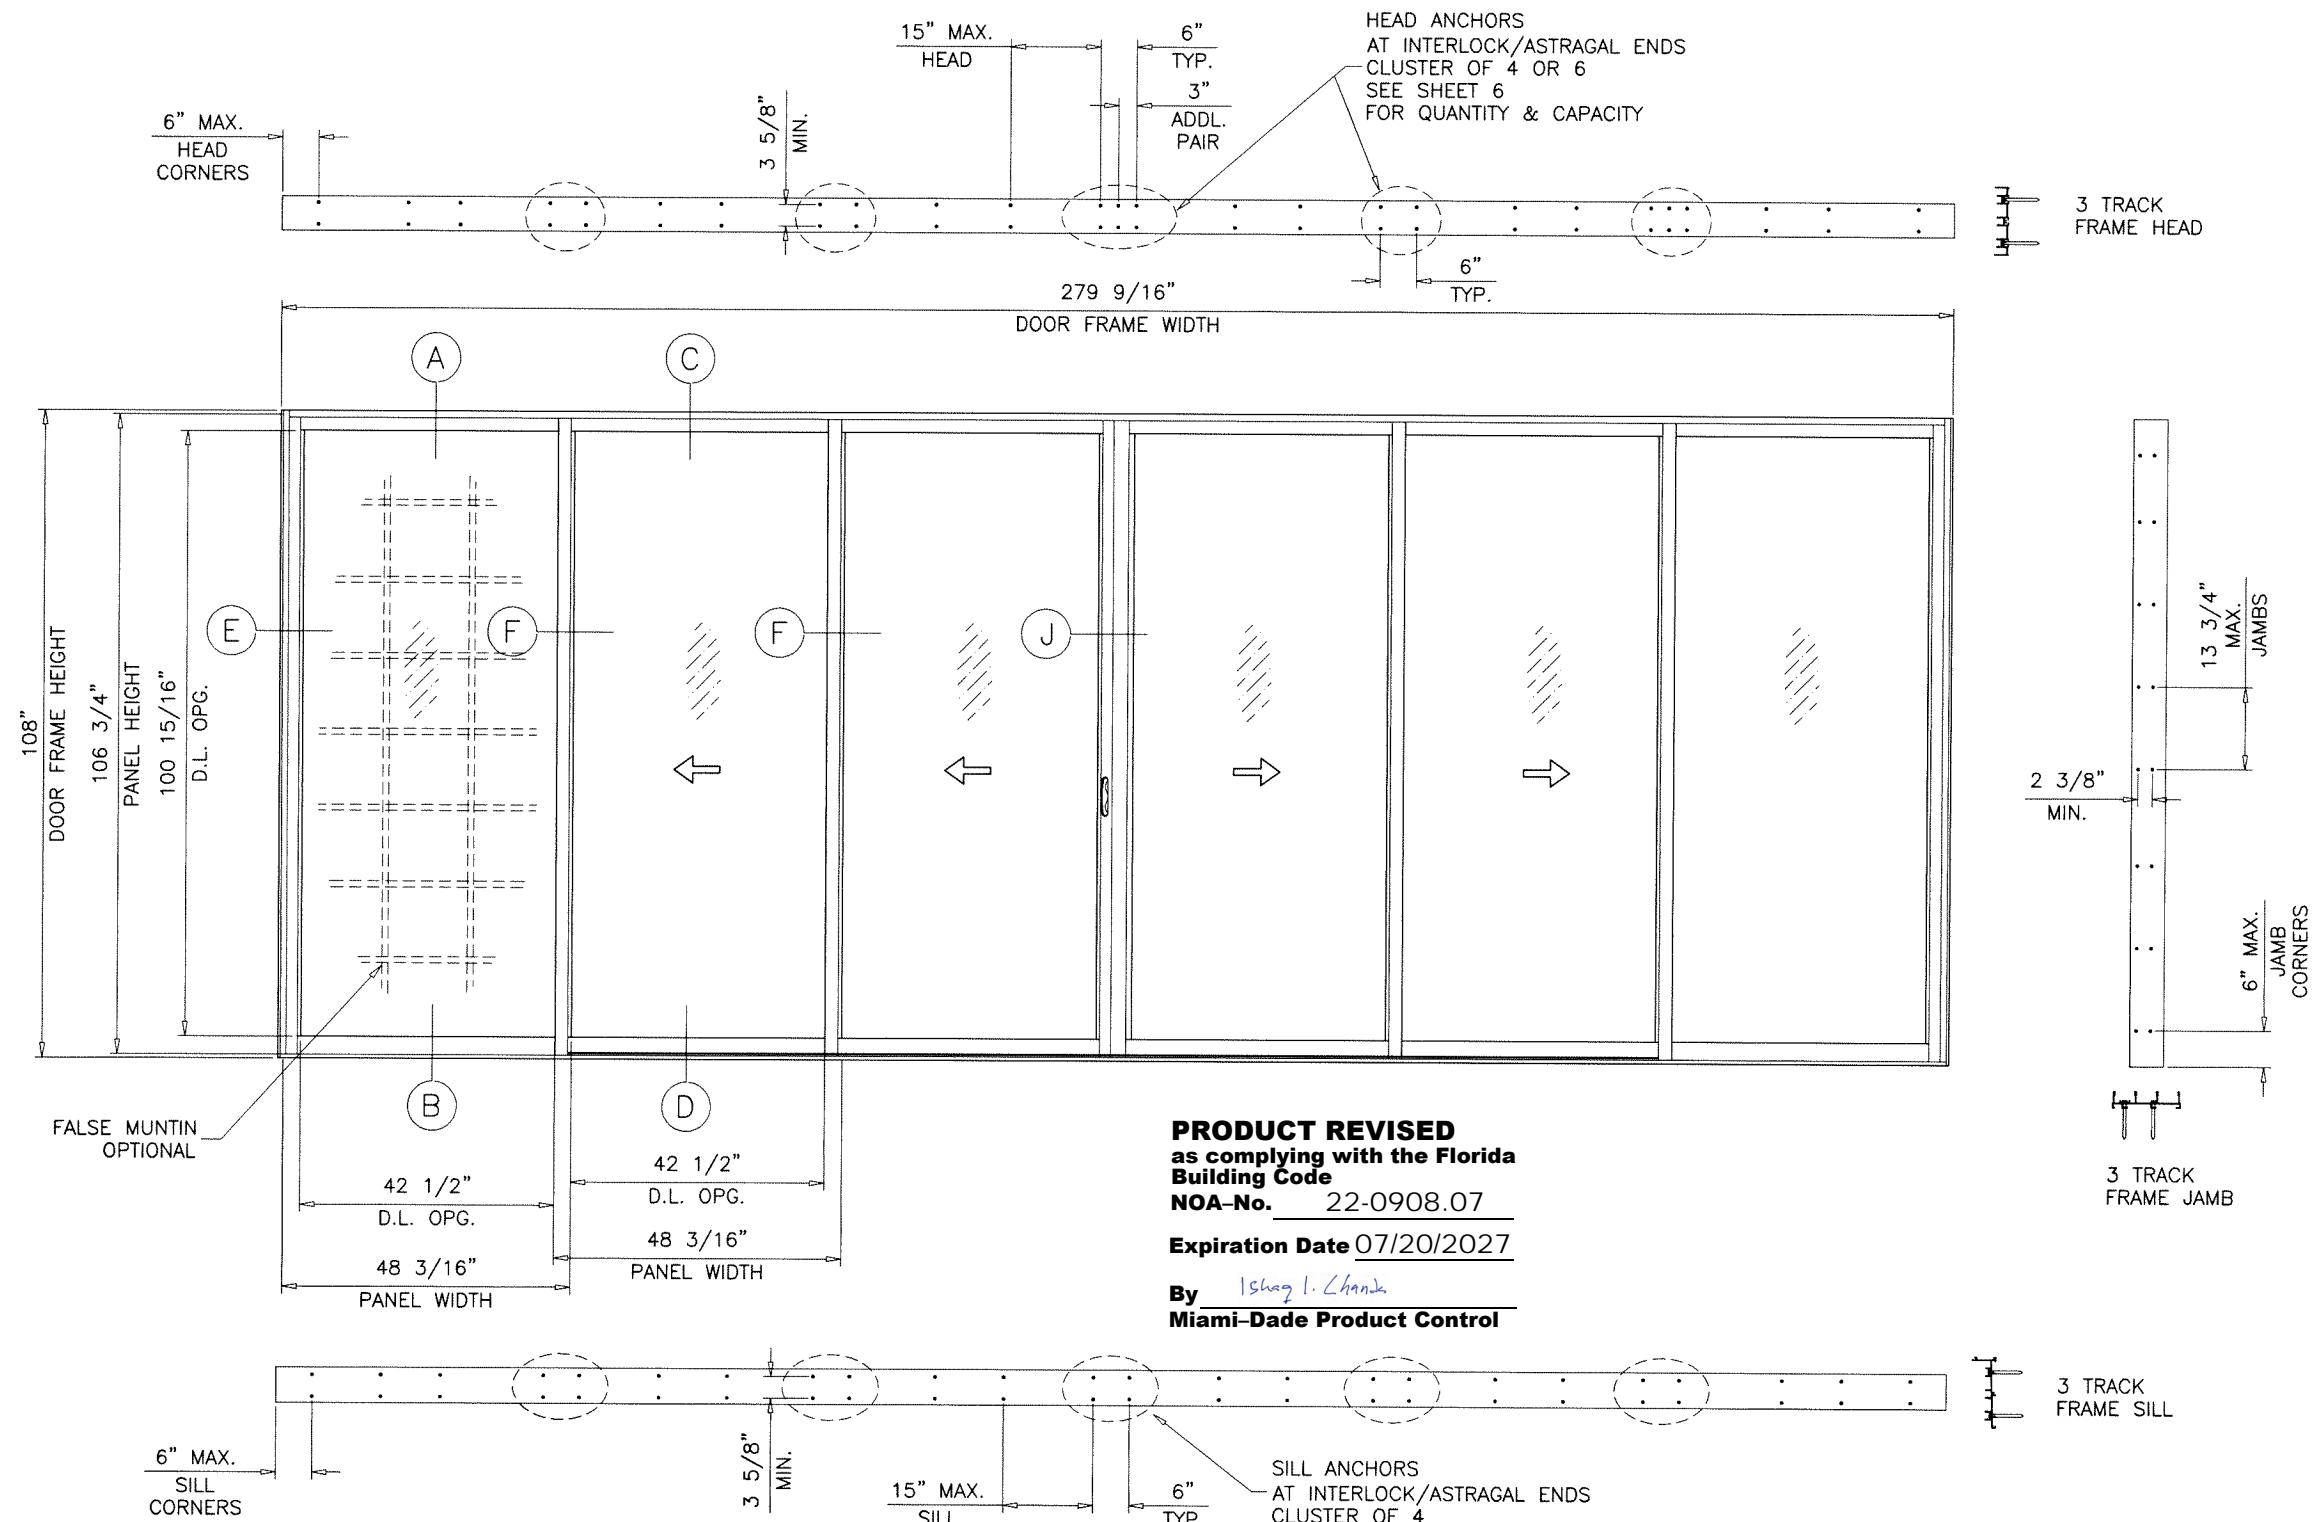 15" MAX.
HEAD
6"
TYP.
3"
ADDL.
PAIR
HEAD ANCHORS
AT INTERLOCK/ASTRAGAL ENDS
CLUSTER OF 4 OR 6
SEE SHEET 6
FOR QUANTITY & CAPACITY
6" MAX.
HEAD
CORNERS
3 5/8"
MIN.
3 TRACK
FRAME HEAD
6"
TYP.
279 9/16"
DOOR FRAME WIDTH
A
C
108"
DOOR FRAME HEIGHT
106 3/4"
PANEL HEIGHT
100 15/16"
D.L. OPG.
E
F
F
J
13 3/4"
MAX.
JAMBS
2 3/8"
MIN.
6" MAX.
JAMB
CORNERS
B
D
FALSE MUNTIN
OPTIONAL
42 1/2"
D.L. OPG.
42 1/2"
D.L. OPG.
48 3/16"
PANEL WIDTH
48 3/16"
PANEL WIDTH
PRODUCT REVISED
as complying with the Florida
Building Code
NOA–No. 22-0908.07
Expiration Date 07/20/2027
By Ishaq I. Chanda
Miami–Dade Product Control
3 TRACK
FRAME JAMB
3 TRACK
FRAME SILL
6" MAX.
SILL
CORNERS
3 5/8"
MIN.
15" MAX.
SILL
6"
TYP.
SILL ANCHORS
AT INTERLOCK/ASTRAGAL ENDS
CLUSTER OF 4